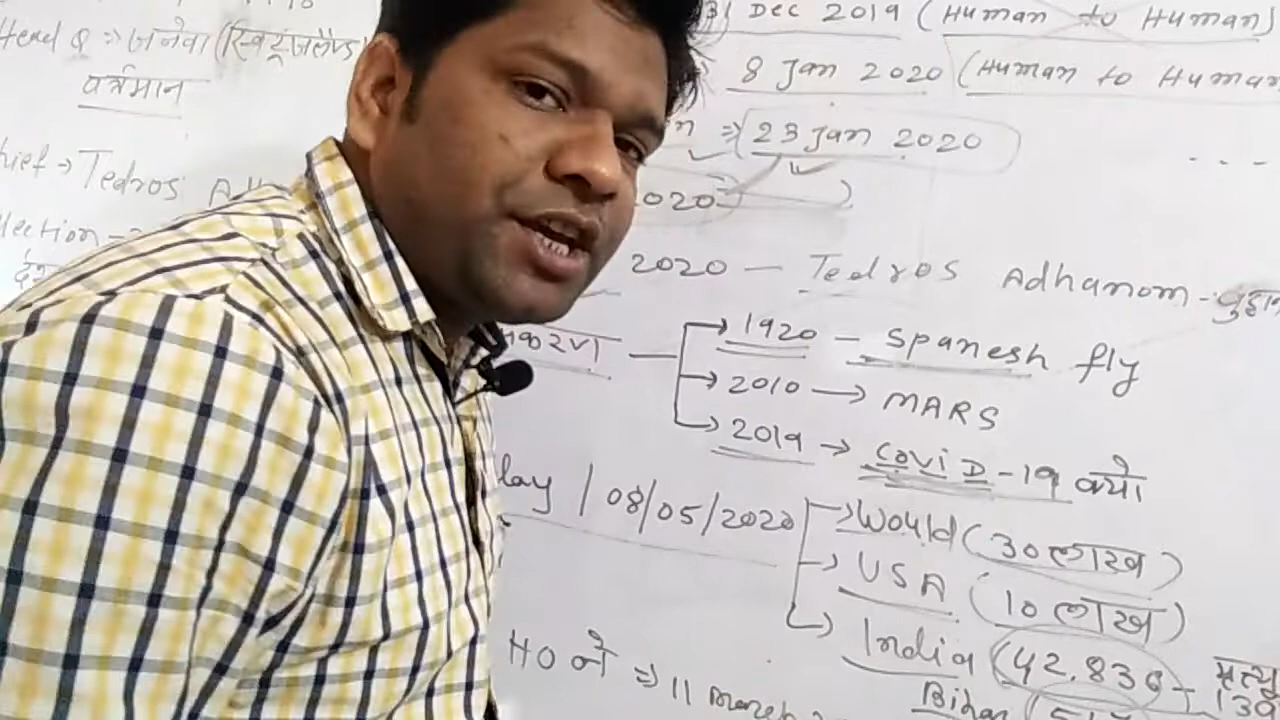 31 Dec 2019 (Human to Human)
Head Q :⇒ जनेवा (स्विट्ज़रलैण्ड)
8 Jan 2020 (Human to Human
वर्त्तमान
⇒ 23 Jan 2020
hief → Tedros
2020
lection -
2020 — Tedros Adhanom -
1920 - Spanesh fly
2010 → MARS
2019 → COVID-19 क्यो
lay / 08/05/2020
→ Would (30 लाख)
→ USA (10 लाख)
→ India (42,836 - मृत्यु
HO ने ⇒ 11 March
Bihar